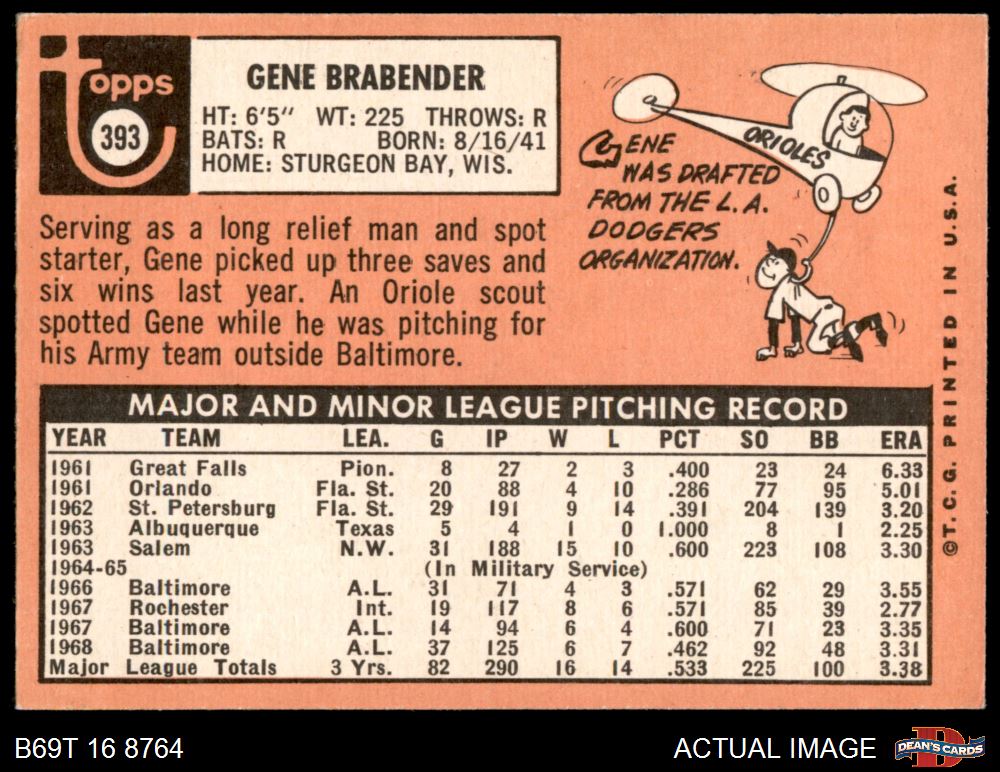 topps
393
GENE BRABENDER
HT: 6'5" WT: 225 THROWS: R
BATS: R BORN: 8/16/41
HOME: STURGEON BAY, WIS.
Serving as a long relief man and spot
starter, Gene picked up three saves and
six wins last year. An Oriole scout
spotted Gene while he was pitching for
his Army team outside Baltimore.
ORIOLES
GENE
WAS DRAFTED
FROM THE L.A.
DODGERS
ORGANIZATION.
MAJOR AND MINOR LEAGUE PITCHING RECORD
YEAR TEAM LEA. G IP W L PCT SO BB ERA
1961 Great Falls Pion. 8 27 2 3 .400 23 24 6.33
1961 Orlando Fla. St. 20 88 4 10 .286 77 95 5.01
1962 St. Petersburg Fla. St. 29 191 9 14 .391 204 139 3.20
1963 Albuquerque Texas 5 4 1 0 1.000 8 1 2.25
1963 Salem N.W. 31 188 15 10 .600 223 108 3.30
1964-65 (In Military Service)
1966 Baltimore A.L. 31 71 4 3 .571 62 29 3.55
1967 Rochester Int. 19 117 8 6 .571 85 39 2.77
1967 Baltimore A.L. 14 94 6 4 .600 71 23 3.35
1968 Baltimore A.L. 37 125 6 7 .462 92 48 3.31
Major League Totals 3 Yrs. 82 290 16 14 .533 225 100 3.38
©T.C.G. PRINTED IN U.S.A.
B69T 16 8764
ACTUAL IMAGE
DEAN'S CARDS